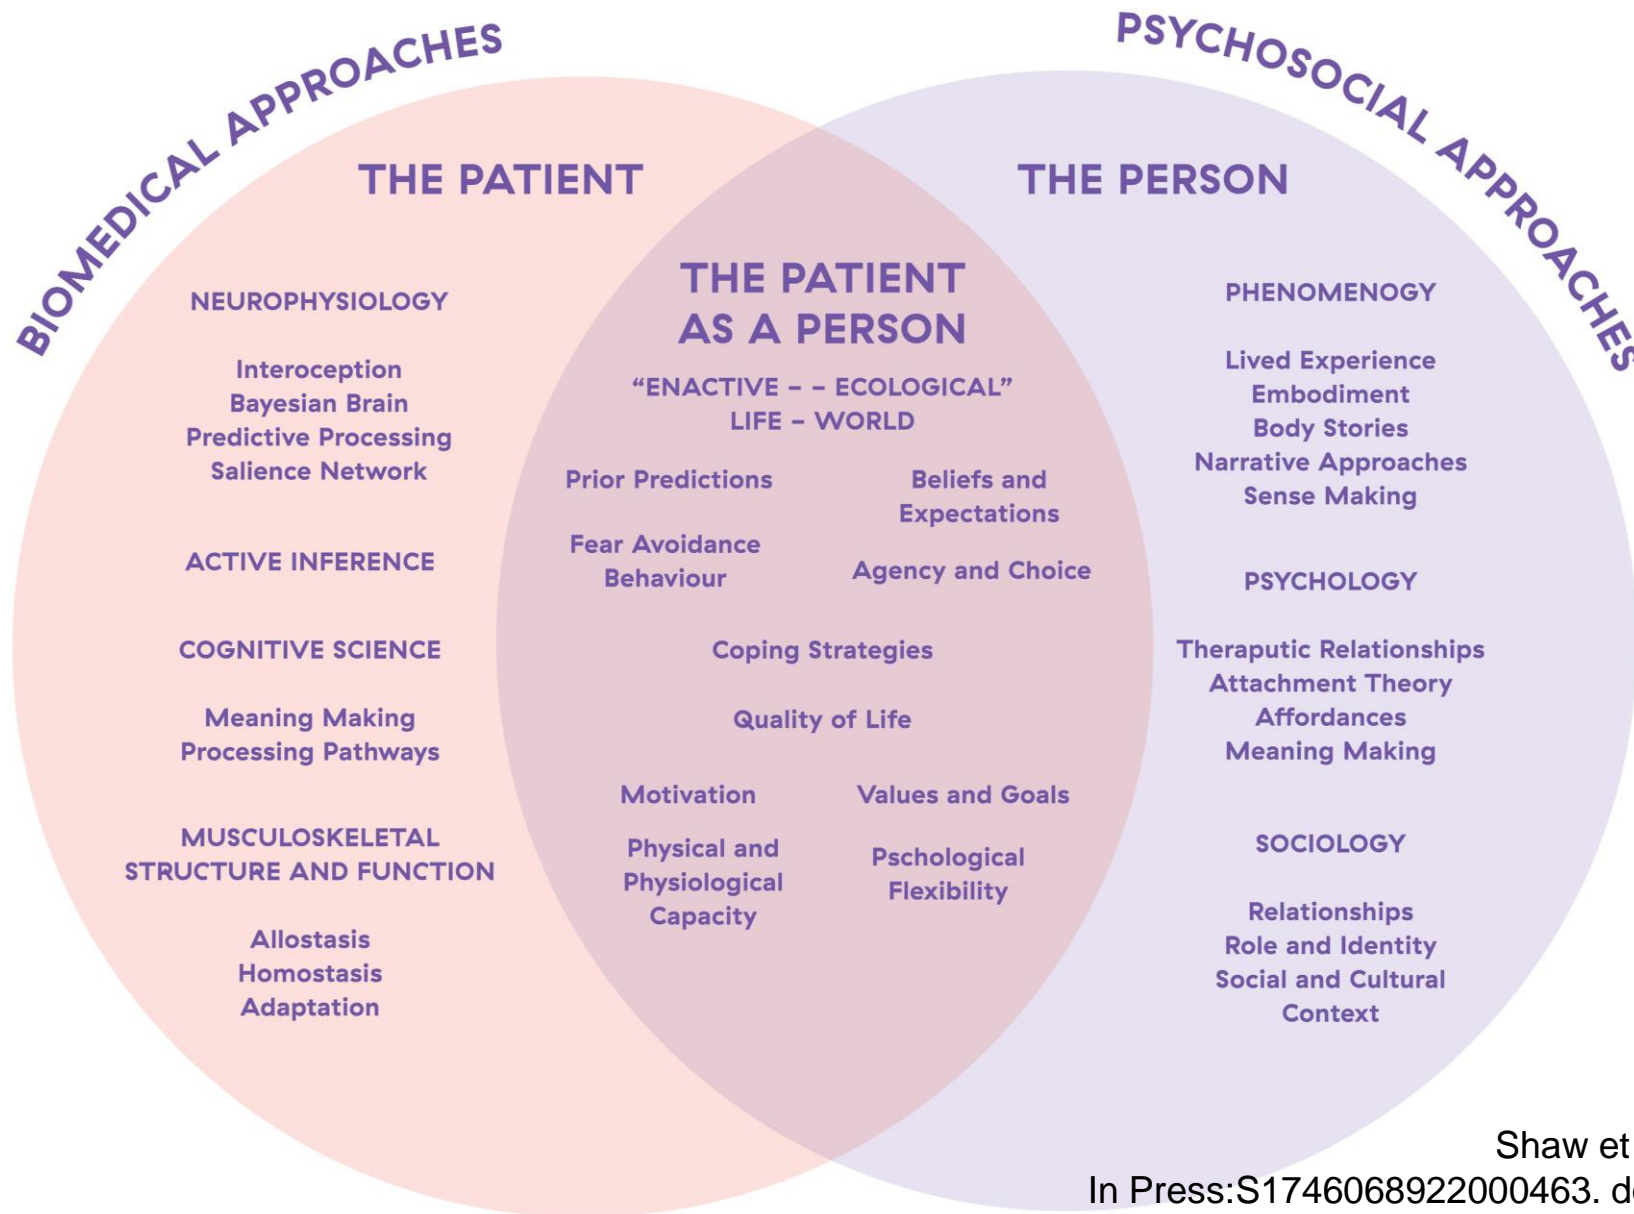 BIOMEDICAL APPROACHES
PSYCHOSOCIAL APPROACHES
THE PATIENT
NEUROPHYSIOLOGY
Interoception
Bayesian Brain
Predictive Processing
Salience Network
ACTIVE INFERENCE
COGNITIVE SCIENCE
Meaning Making
Processing Pathways
MUSCULOSKELETAL
STRUCTURE AND FUNCTION
Allostasis
Homostasis
Adaptation
THE PATIENT
AS A PERSON
“ENACTIVE – – ECOLOGICAL”
LIFE – WORLD
Prior Predictions
Beliefs and
Expectations
Fear Avoidance
Behaviour
Agency and Choice
Coping Strategies
Quality of Life
Motivation
Values and Goals
Physical and
Physiological
Capacity
Pschological
Flexibility
THE PERSON
PHENOMENOGY
Lived Experience
Embodiment
Body Stories
Narrative Approaches
Sense Making
PSYCHOLOGY
Theraputic Relationships
Attachment Theory
Affordances
Meaning Making
SOCIOLOGY
Relationships
Role and Identity
Social and Cultural
Context
Shaw et
In Press:S1746068922000463.